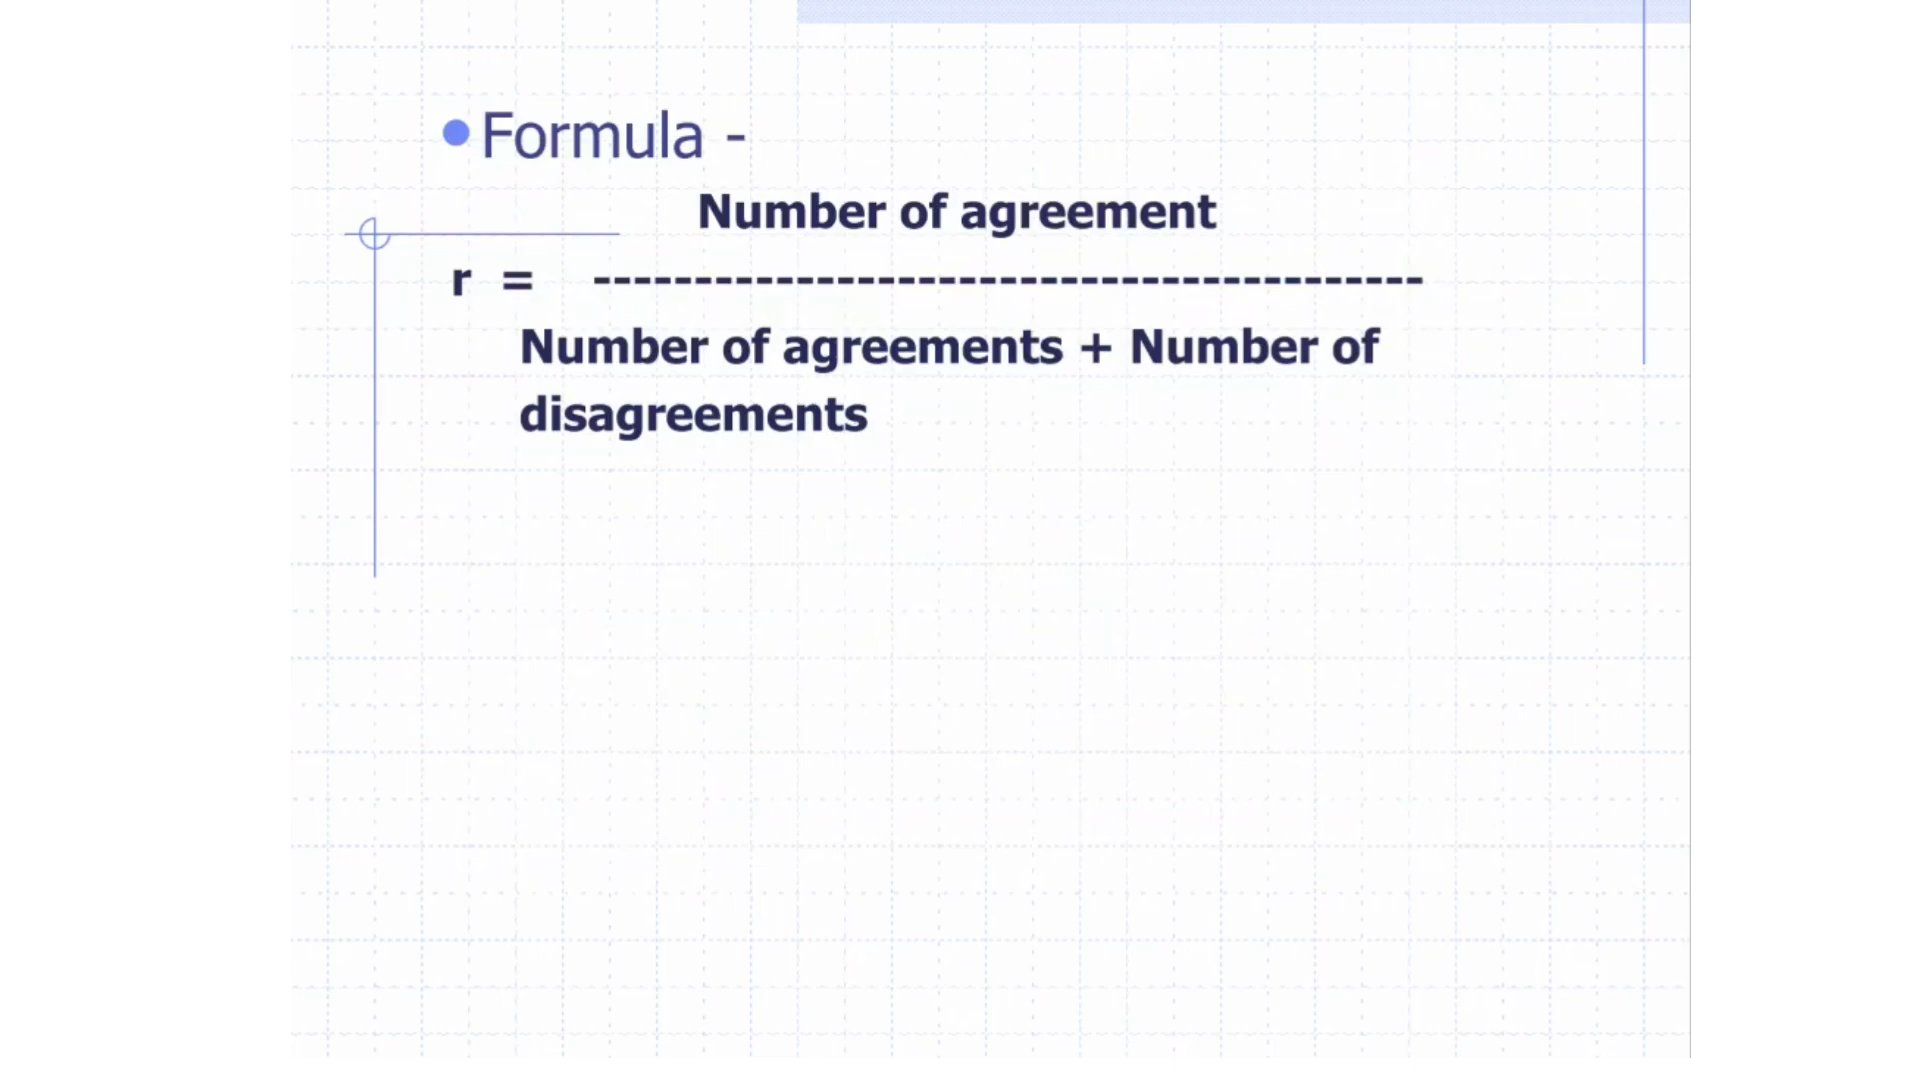 Formula -
Number of agreement
r = -----------------------------------------
Number of agreements + Number of
disagreements